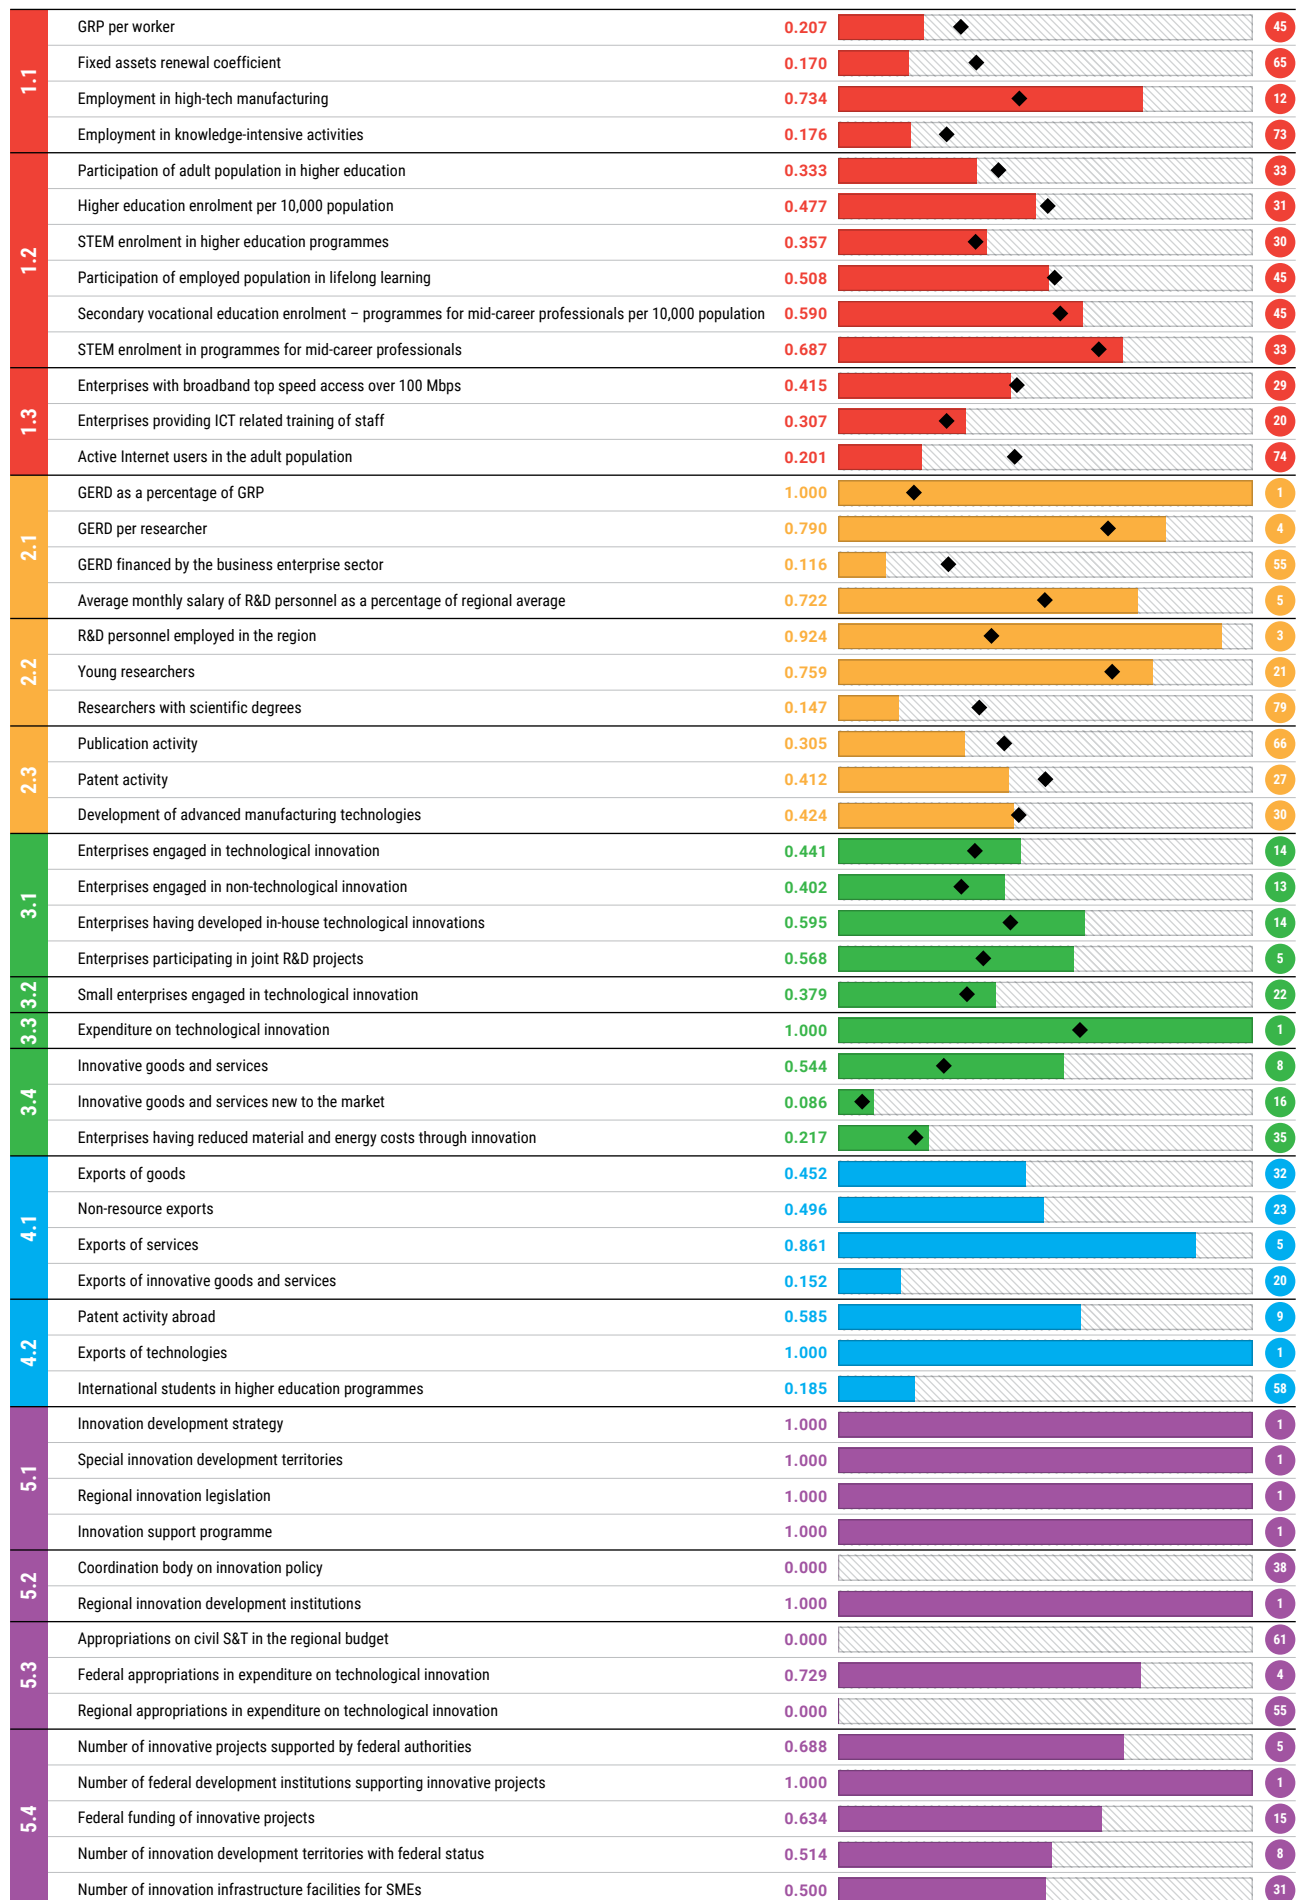 1.1
GRP per worker 0.207 45
Fixed assets renewal coefficient 0.170 65
Employment in high-tech manufacturing 0.734 12
Employment in knowledge-intensive activities 0.176 73
1.2
Participation of adult population in higher education 0.333 33
Higher education enrolment per 10,000 population 0.477 31
STEM enrolment in higher education programmes 0.357 30
Participation of employed population in lifelong learning 0.508 45
Secondary vocational education enrolment – programmes for mid-career professionals per 10,000 population 0.590 45
STEM enrolment in programmes for mid-career professionals 0.687 33
1.3
Enterprises with broadband top speed access over 100 Mbps 0.415 29
Enterprises providing ICT related training of staff 0.307 20
Active Internet users in the adult population 0.201 74
2.1
GERD as a percentage of GRP 1.000 1
GERD per researcher 0.790 4
GERD financed by the business enterprise sector 0.116 55
Average monthly salary of R&D personnel as a percentage of regional average 0.722 5
2.2
R&D personnel employed in the region 0.924 3
Young researchers 0.759 21
Researchers with scientific degrees 0.147 79
2.3
Publication activity 0.305 66
Patent activity 0.412 27
Development of advanced manufacturing technologies 0.424 30
3.1
Enterprises engaged in technological innovation 0.441 14
Enterprises engaged in non-technological innovation 0.402 13
Enterprises having developed in-house technological innovations 0.595 14
Enterprises participating in joint R&D projects 0.568 5
3.2
Small enterprises engaged in technological innovation 0.379 22
3.3
Expenditure on technological innovation 1.000 1
3.4
Innovative goods and services 0.544 8
Innovative goods and services new to the market 0.086 16
Enterprises having reduced material and energy costs through innovation 0.217 35
4.1
Exports of goods 0.452 32
Non-resource exports 0.496 23
Exports of services 0.861 5
Exports of innovative goods and services 0.152 20
4.2
Patent activity abroad 0.585 9
Exports of technologies 1.000 1
International students in higher education programmes 0.185 58
5.1
Innovation development strategy 1.000 1
Special innovation development territories 1.000 1
Regional innovation legislation 1.000 1
Innovation support programme 1.000 1
5.2
Coordination body on innovation policy 0.000 38
Regional innovation development institutions 1.000 1
5.3
Appropriations on civil S&T in the regional budget 0.000 61
Federal appropriations in expenditure on technological innovation 0.729 4
Regional appropriations in expenditure on technological innovation 0.000 55
5.4
Number of innovative projects supported by federal authorities 0.688 5
Number of federal development institutions supporting innovative projects 1.000 1
Federal funding of innovative projects 0.634 15
Number of innovation development territories with federal status 0.514 8
Number of innovation infrastructure facilities for SMEs 0.500 31